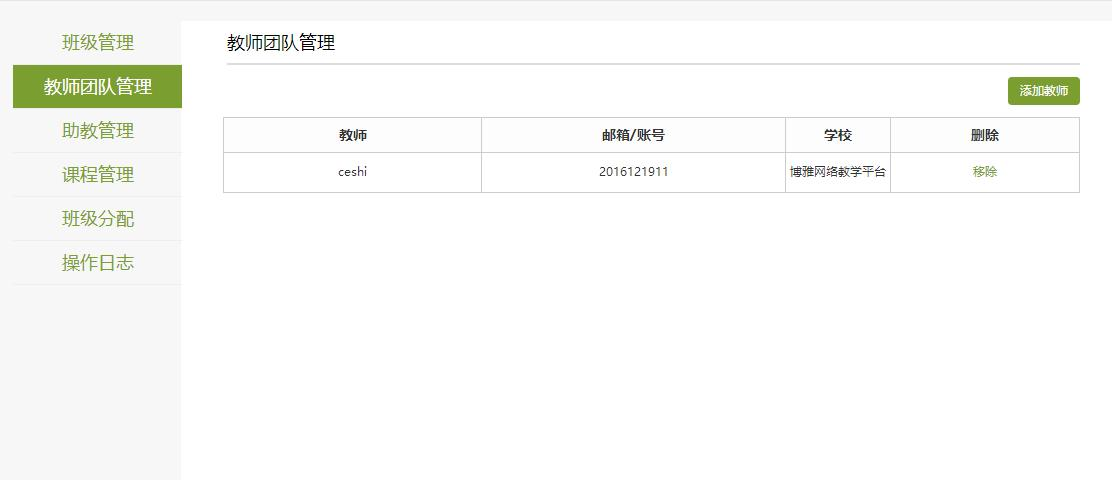 班级管理
教师团队管理
助教管理
课程管理
班级分配
操作日志
教师团队管理
添加教师
教师 邮箱/账号 学校 删除
ceshi 2016121911 博雅网络教学平台 移除